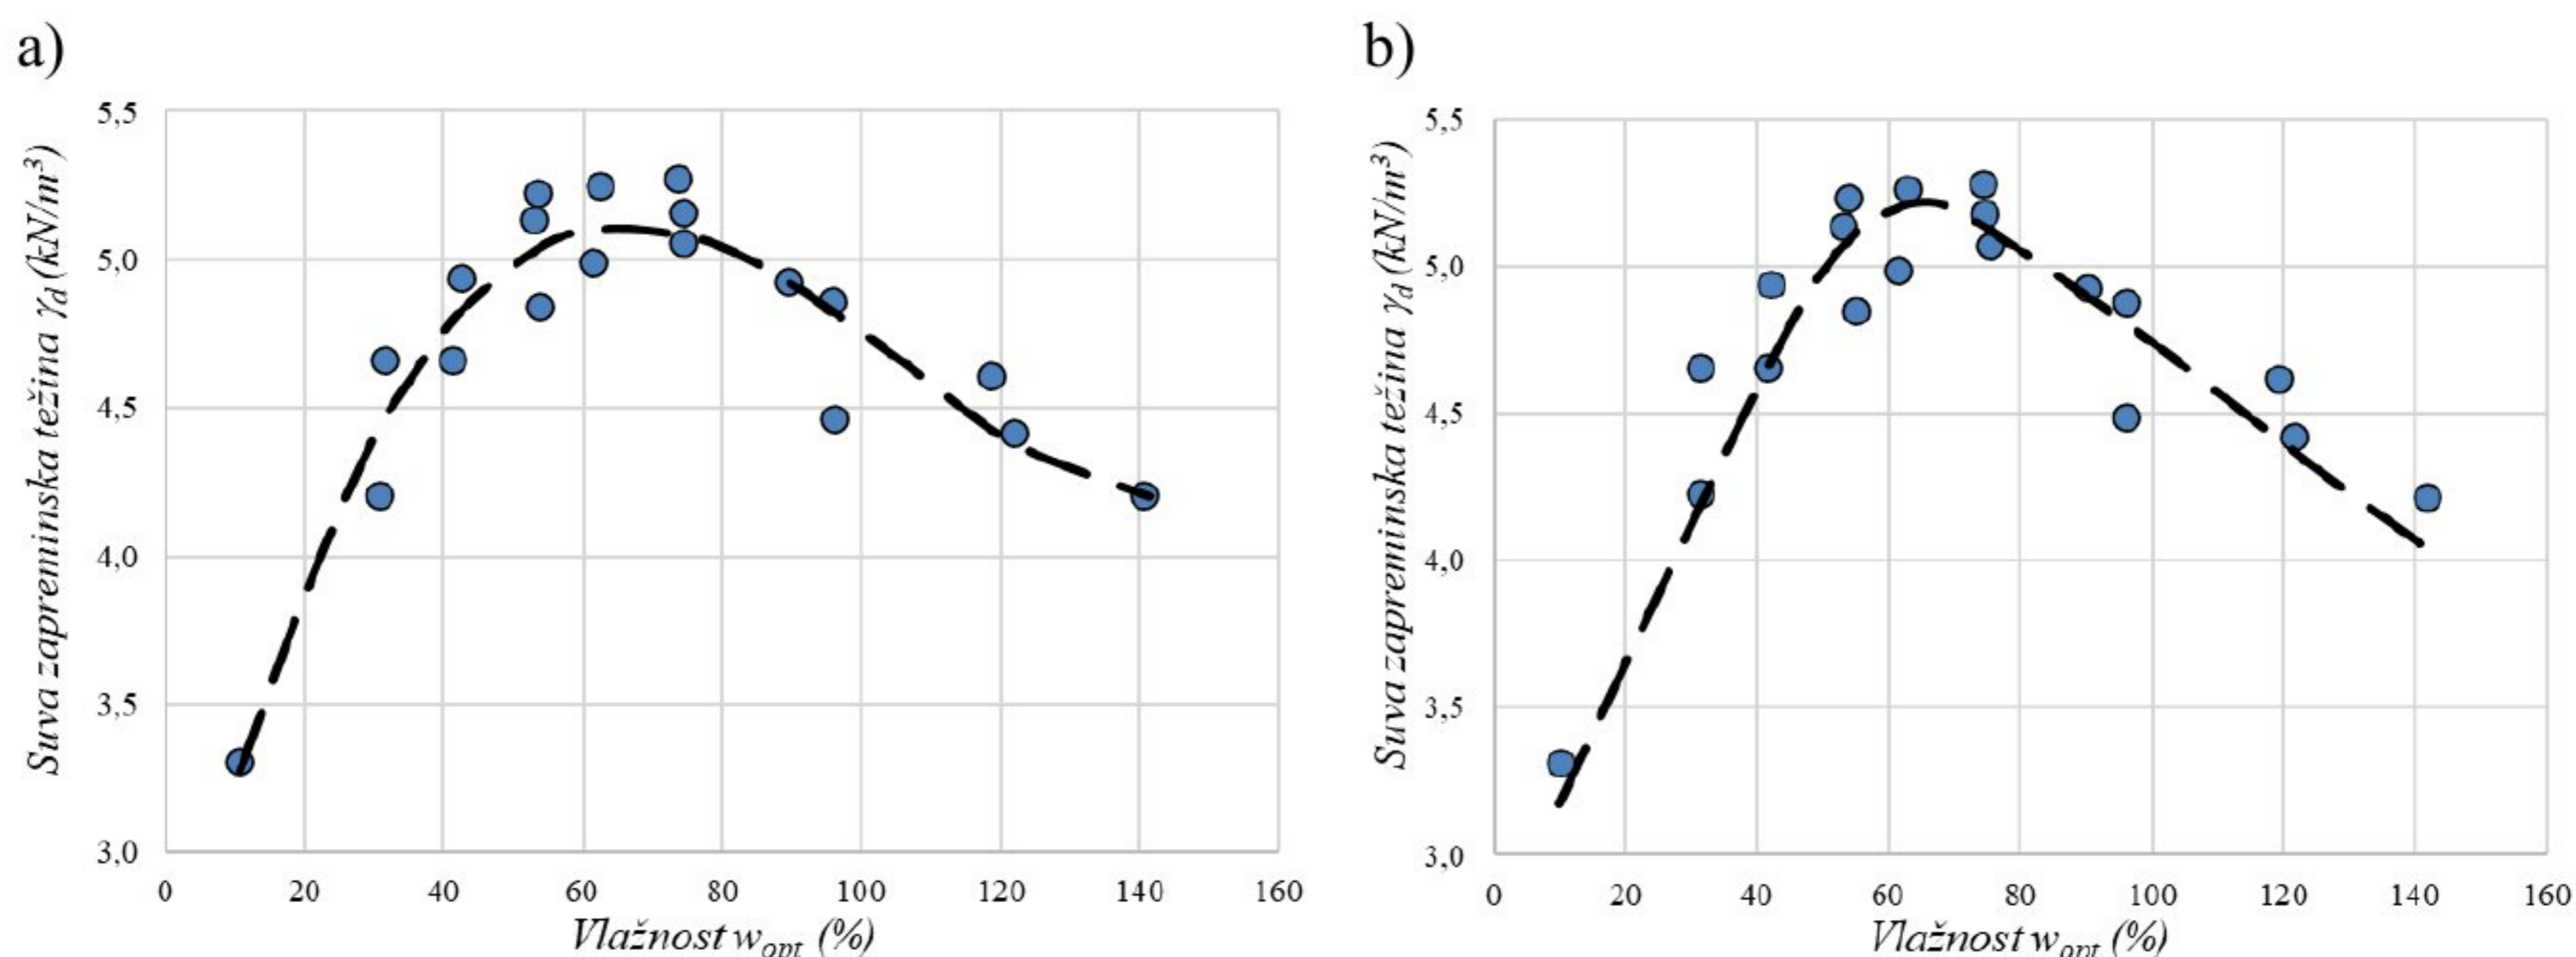 a)
Suva zapreminska težina γd (kN/m³)
5,5
5,0
4,5
4,0
3,5
3,0
0 20 40 60 80 100 120 140 160
Vlažnost wopt (%)
b)
Suva zapreminska težina γd (kN/m³)
5,5
5,0
4,5
4,0
3,5
3,0
0 20 40 60 80 100 120 140 160
Vlažnost wopt (%)